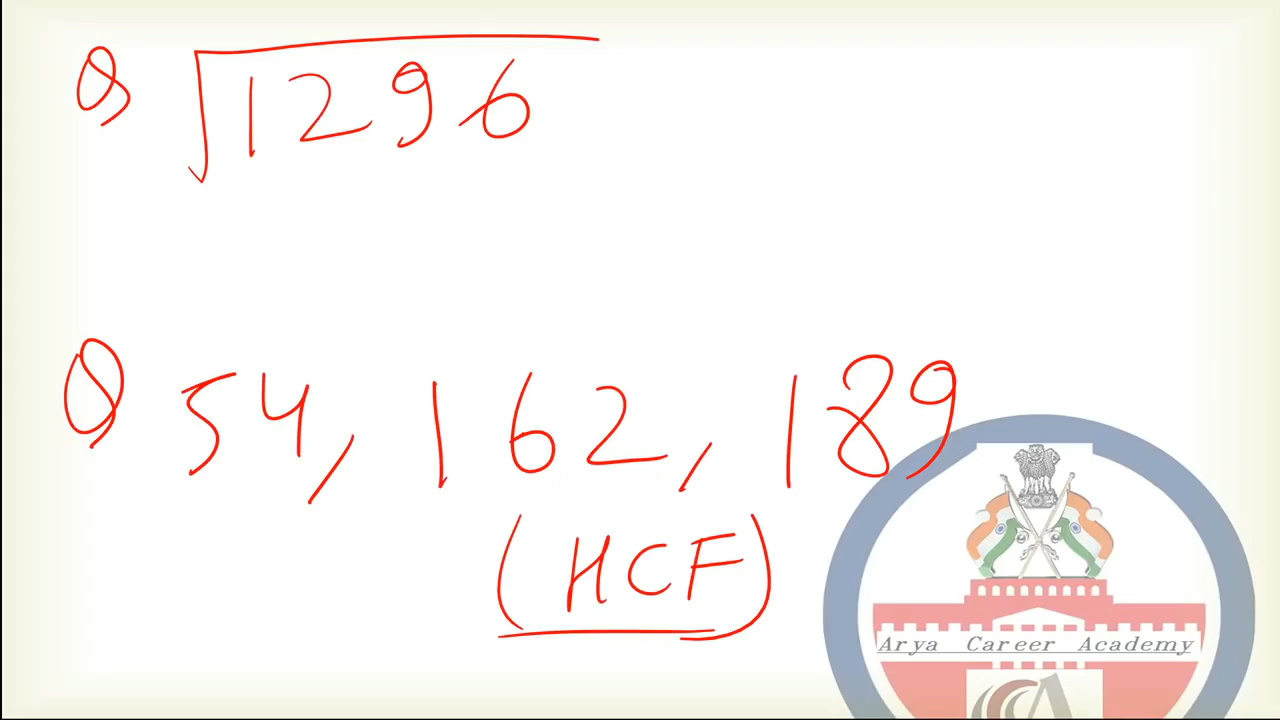 Q √1296
Q 54, 162, 189
(HCF)
Arya Career Academy